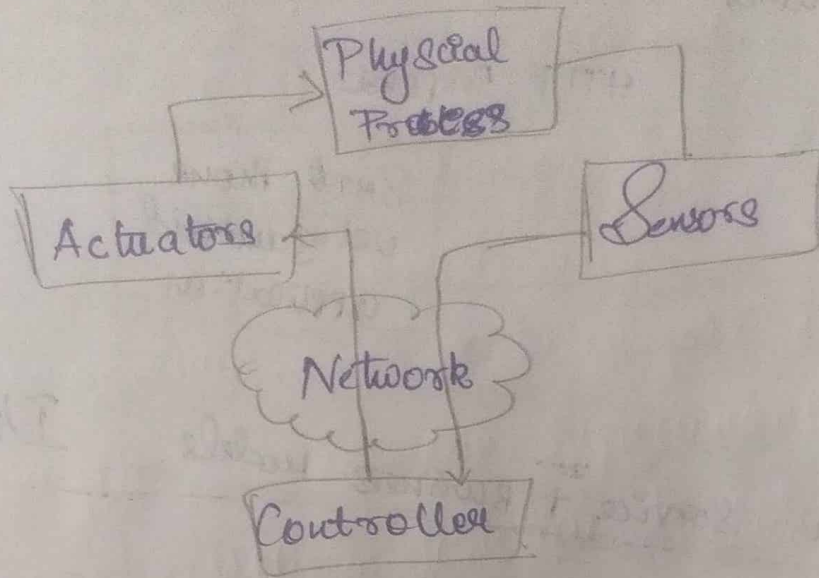 Physcial
Process
Actuators
Sensors
Network
Controller